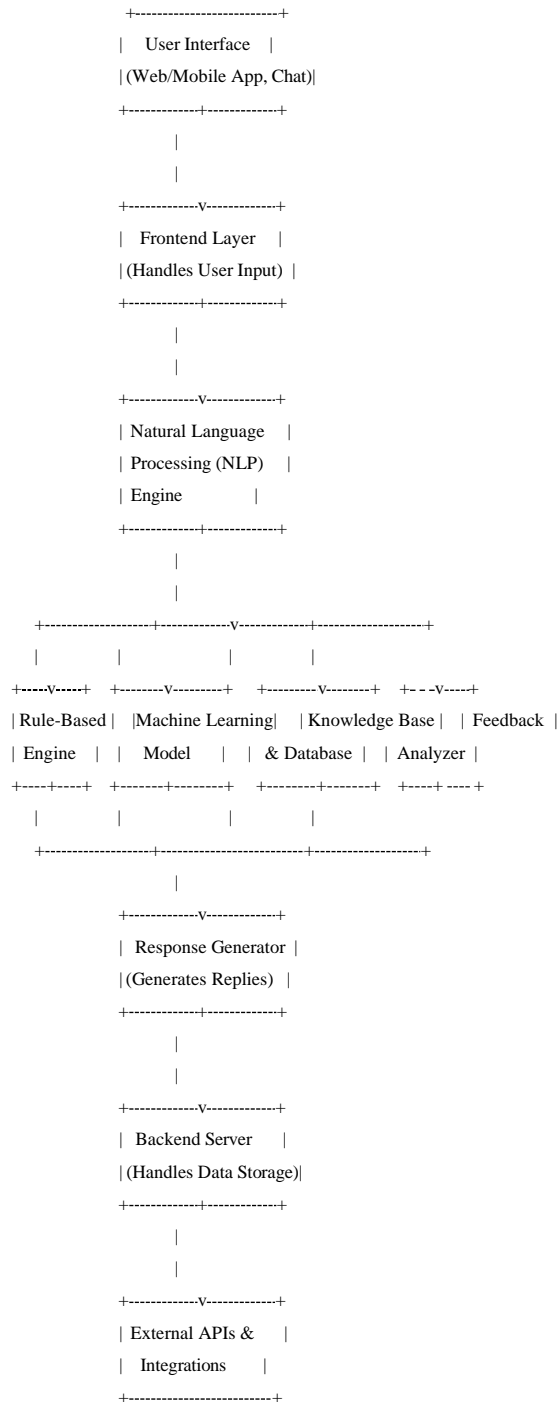 +---------------------------+
| User Interface |
| (Web/Mobile App, Chat)|
+-------------+-------------+
|
|
+-------------v-------------+
| Frontend Layer |
| (Handles User Input) |
+-------------+-------------+
|
|
+-------------v-------------+
| Natural Language |
| Processing (NLP) |
| Engine |
+-------------+-------------+
|
|
+--------------------+-------------v-------------+--------------------+
| | | |
+-----v-----+ +--------v---------+ +---------v--------+ +- - -v-----+
| Rule-Based | |Machine Learning| | Knowledge Base | | Feedback |
| Engine | | Model | | & Database | | Analyzer |
+----+----+ +-------+--------+ +--------+-------+ +----+ ---- +
| | | |
+---------------------+---------------------------+---------------------+
|
+-------------v-------------+
| Response Generator |
| (Generates Replies) |
+-------------+-------------+
|
|
+-------------v-------------+
| Backend Server |
| (Handles Data Storage)|
+-------------+-------------+
|
|
+-------------v-------------+
| External APIs & |
| Integrations |
+--------------------------+